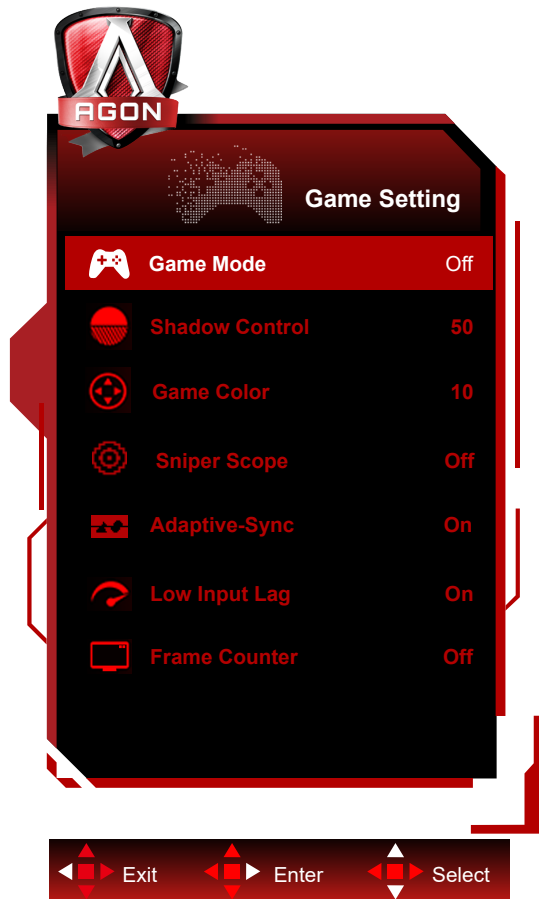 AGON
Game Setting
Game Mode Off
Shadow Control 50
Game Color 10
Sniper Scope Off
Adaptive-Sync On
Low Input Lag On
Frame Counter Off
Exit Enter Select